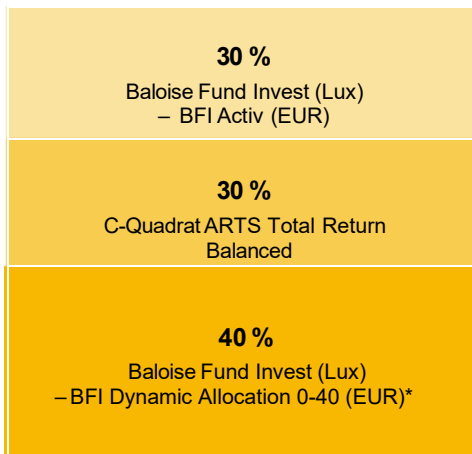 30 %
Baloise Fund Invest (Lux)
– BFI Activ (EUR)
30 %
C-Quadrat ARTS Total Return
Balanced
40 %
Baloise Fund Invest (Lux)
– BFI Dynamic Allocation 0-40 (EUR)*